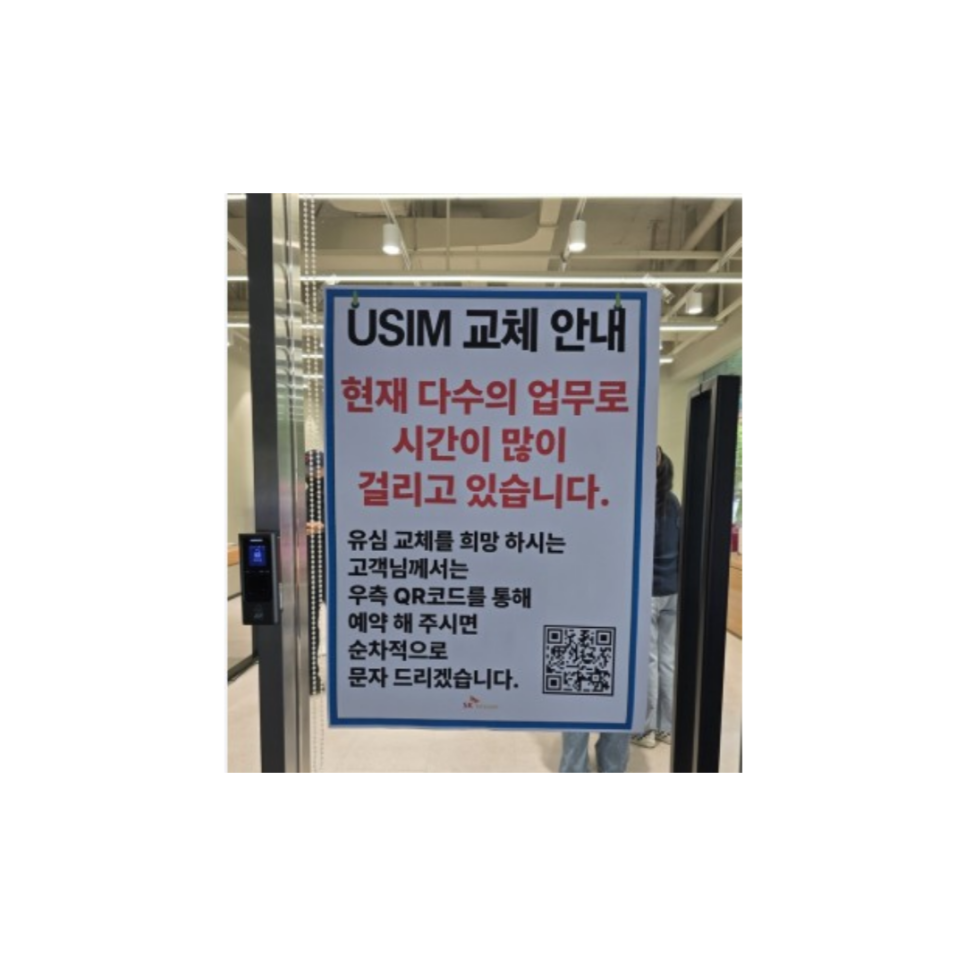 USIM 교체 안내
현재 다수의 업무로
시간이 많이
걸리고 있습니다.
유심 교체를 희망 하시는
고객님께서는
우측 QR코드를 통해
예약 해 주시면
순차적으로
문자 드리겠습니다.
SK